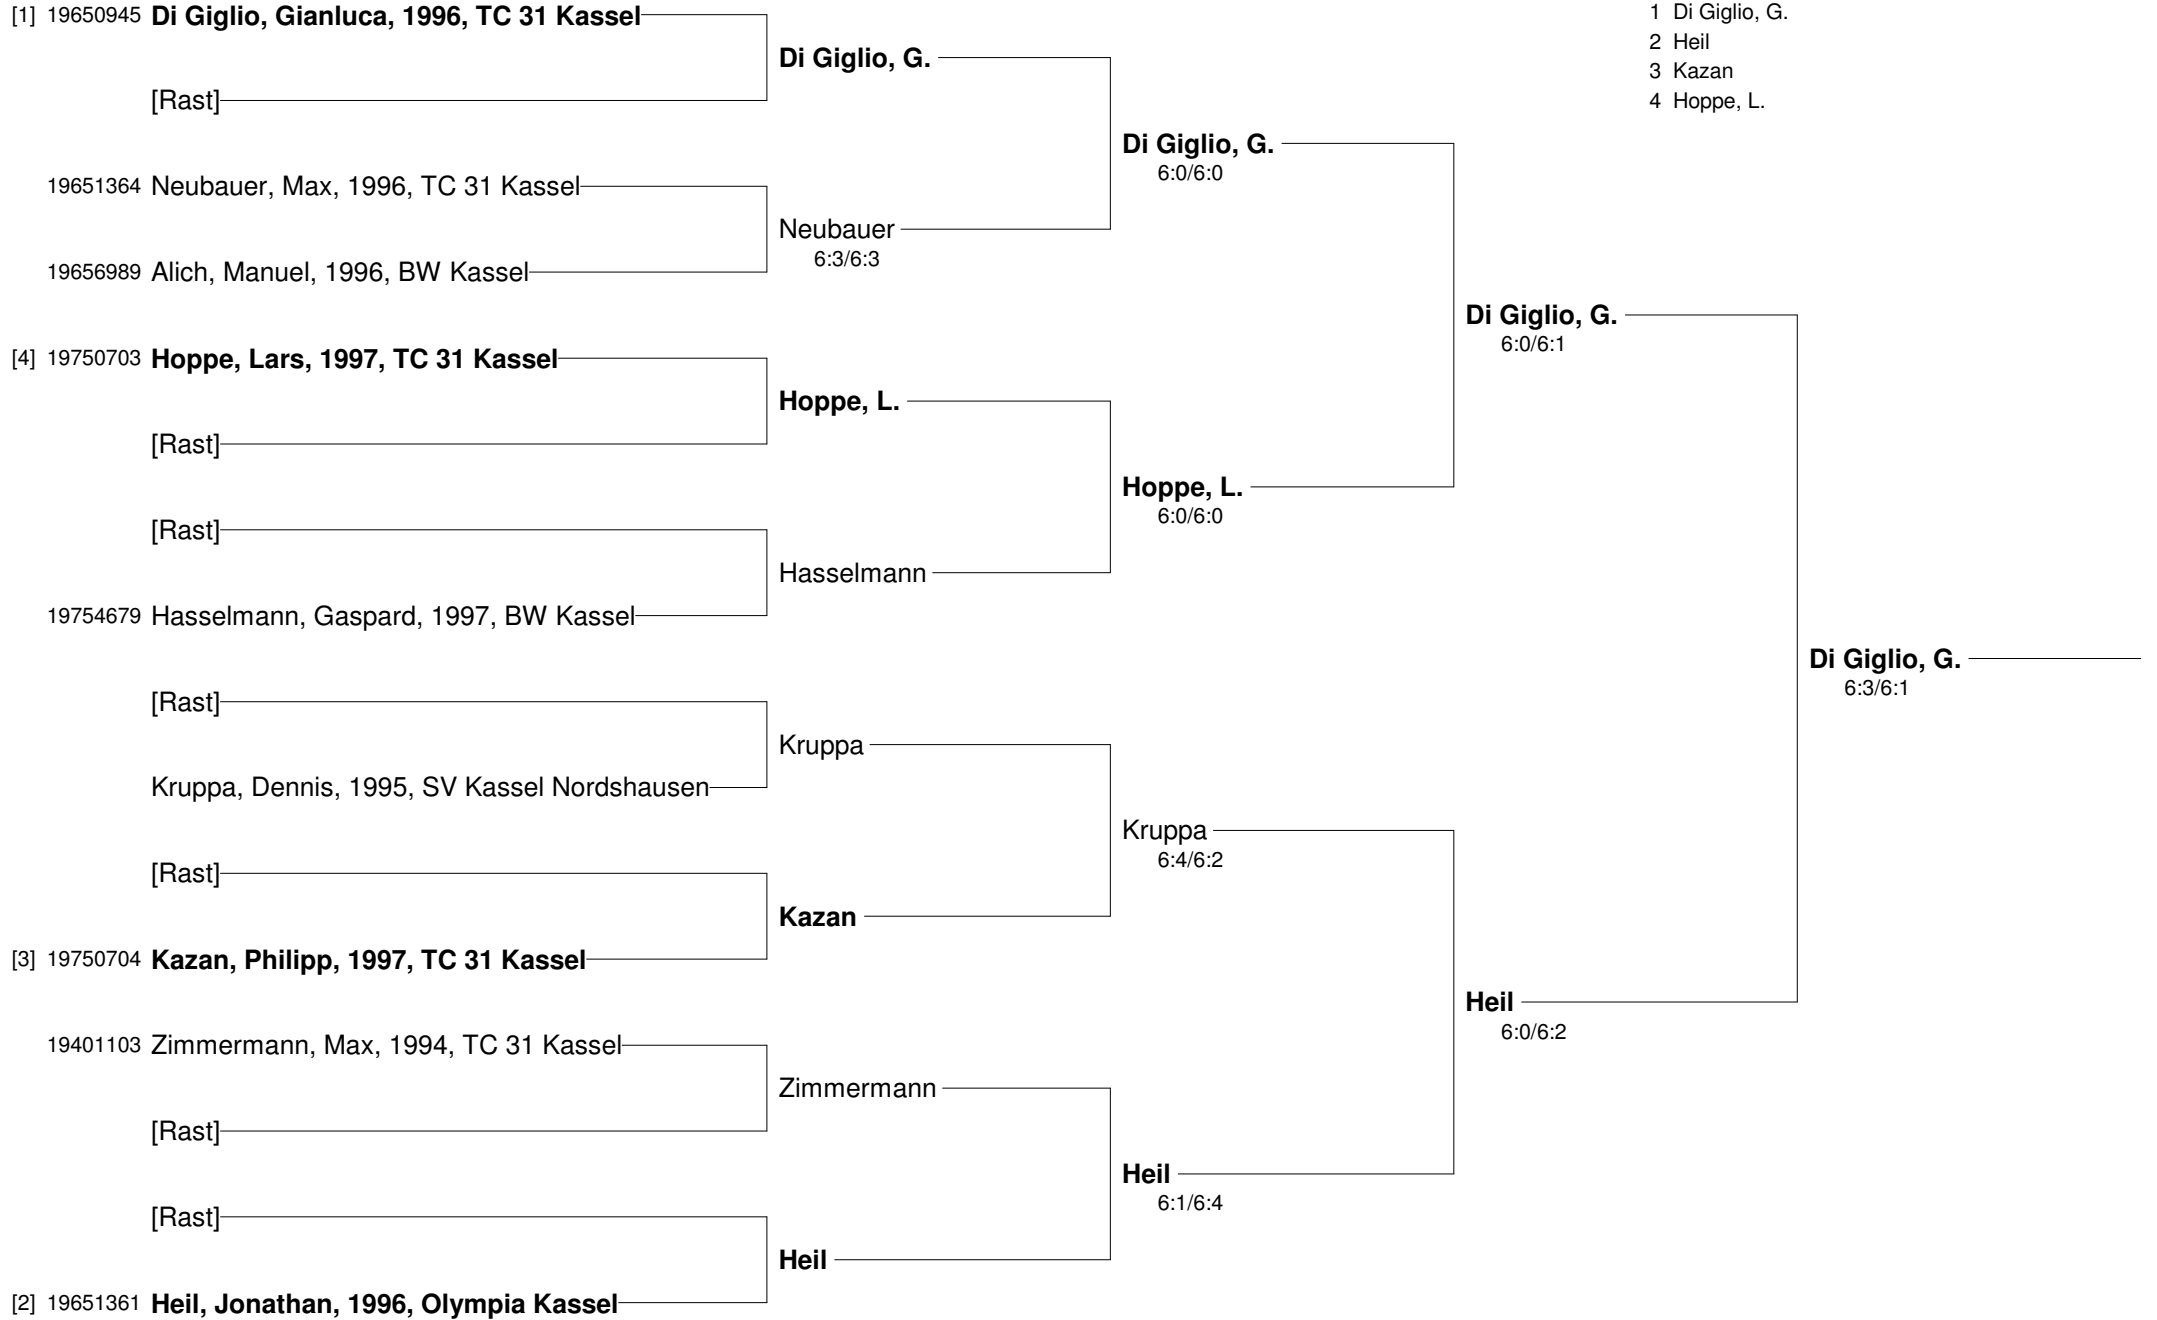 [1] 19650945 Di Giglio, Gianluca, 1996, TC 31 Kassel
[Rast]
19651364 Neubauer, Max, 1996, TC 31 Kassel
19656989 Alich, Manuel, 1996, BW Kassel
[4] 19750703 Hoppe, Lars, 1997, TC 31 Kassel
[Rast]
[Rast]
19754679 Hasselmann, Gaspard, 1997, BW Kassel
[Rast]
Kruppa, Dennis, 1995, SV Kassel Nordshausen
[Rast]
[3] 19750704 Kazan, Philipp, 1997, TC 31 Kassel
19401103 Zimmermann, Max, 1994, TC 31 Kassel
[Rast]
[Rast]
[2] 19651361 Heil, Jonathan, 1996, Olympia Kassel
Di Giglio, G.
Neubauer
6:3/6:3
Hoppe, L.
Hasselmann
Kruppa
Kazan
Zimmermann
Heil
Di Giglio, G.
6:0/6:0
Hoppe, L.
6:0/6:0
Kruppa
6:4/6:2
Heil
6:1/6:4
Di Giglio, G.
6:0/6:1
Heil
6:0/6:2
Di Giglio, G.
6:3/6:1
1 Di Giglio, G.
2 Heil
3 Kazan
4 Hoppe, L.